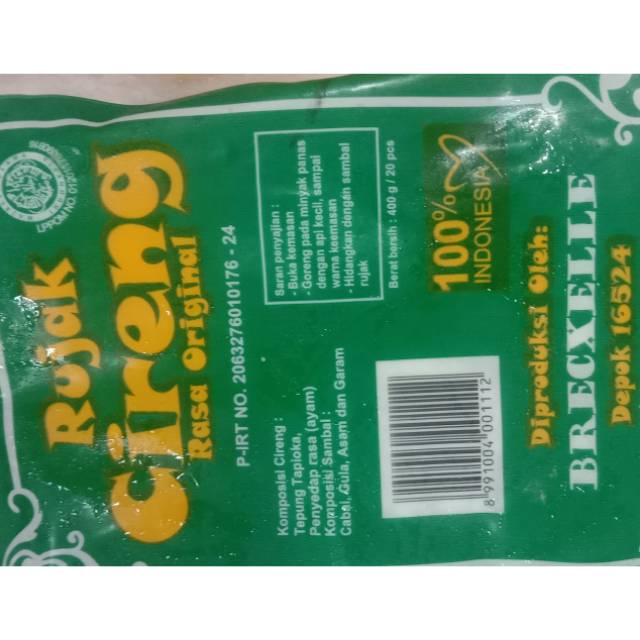 Rujak
Cireng
Rasa Original
P-IRT NO. 2063276010176 - 24
Saran penyajian :
- Buka kemasan
- Goreng pada minyak panas
dengan api kecil, sampai
warna keemasan
- Hidangkan dengan sambal
rujak
Berat bersih : 400 g / 20 pcs
Komposisi Cireng :
Tepung Tapioka,
Penyedap rasa (ayam)
Komposisi Sambal :
Cabai, Gula, Asam dan Garam
100%
INDONESIA
8 991004 001112
Diproduksi Oleh:
BRECXELLE
Depok 16524